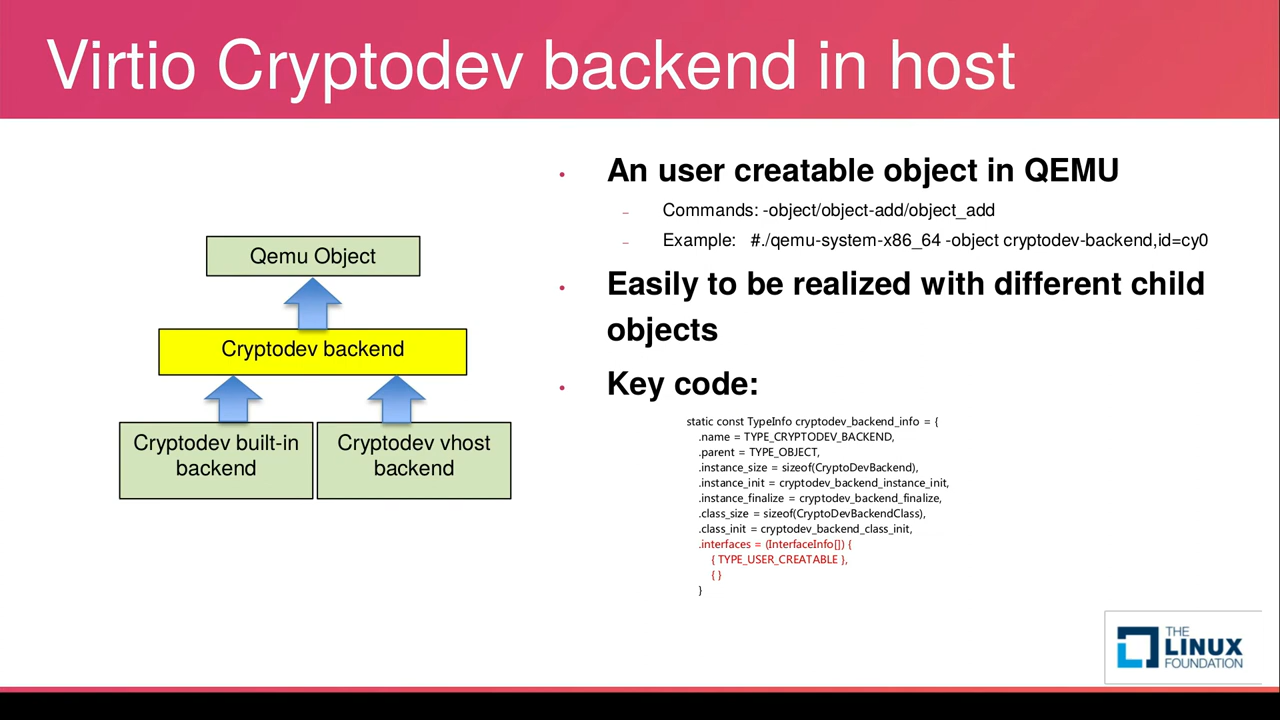 Virtio Cryptodev backend in host
Qemu Object
Cryptodev backend
Cryptodev built-in
backend
Cryptodev vhost
backend
• An user creatable object in QEMU
– Commands: -object/object-add/object_add
– Example: #./qemu-system-x86_64 -object cryptodev-backend,id=cy0
• Easily to be realized with different child
objects
• Key code:
static const TypeInfo cryptodev_backend_info = {
.name = TYPE_CRYPTODEV_BACKEND,
.parent = TYPE_OBJECT,
.instance_size = sizeof(CryptoDevBackend),
.instance_init = cryptodev_backend_instance_init,
.instance_finalize = cryptodev_backend_finalize,
.class_size = sizeof(CryptoDevBackendClass),
.class_init = cryptodev_backend_class_init,
.interfaces = (InterfaceInfo[]) {
{ TYPE_USER_CREATABLE },
{ }
}
THE
LINUX
FOUNDATION